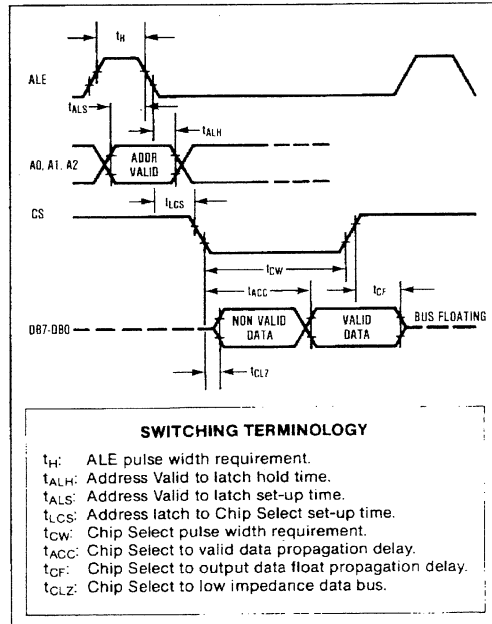 tH
ALE
tALS
tALH
A0, A1, A2
ADDR
VALID
tLCS
CS
tCW
tACC
tCF
DB7-DB0
NON VALID
DATA
VALID
DATA
BUS FLOATING
tCLZ
SWITCHING TERMINOLOGY
tH: ALE pulse width requirement.
tALH: Address Valid to latch hold time.
tALS: Address Valid to latch set-up time.
tLCS: Address latch to Chip Select set-up time.
tCW: Chip Select pulse width requirement.
tACC: Chip Select to valid data propagation delay.
tCF: Chip Select to output data float propagation delay.
tCLZ: Chip Select to low impedance data bus.